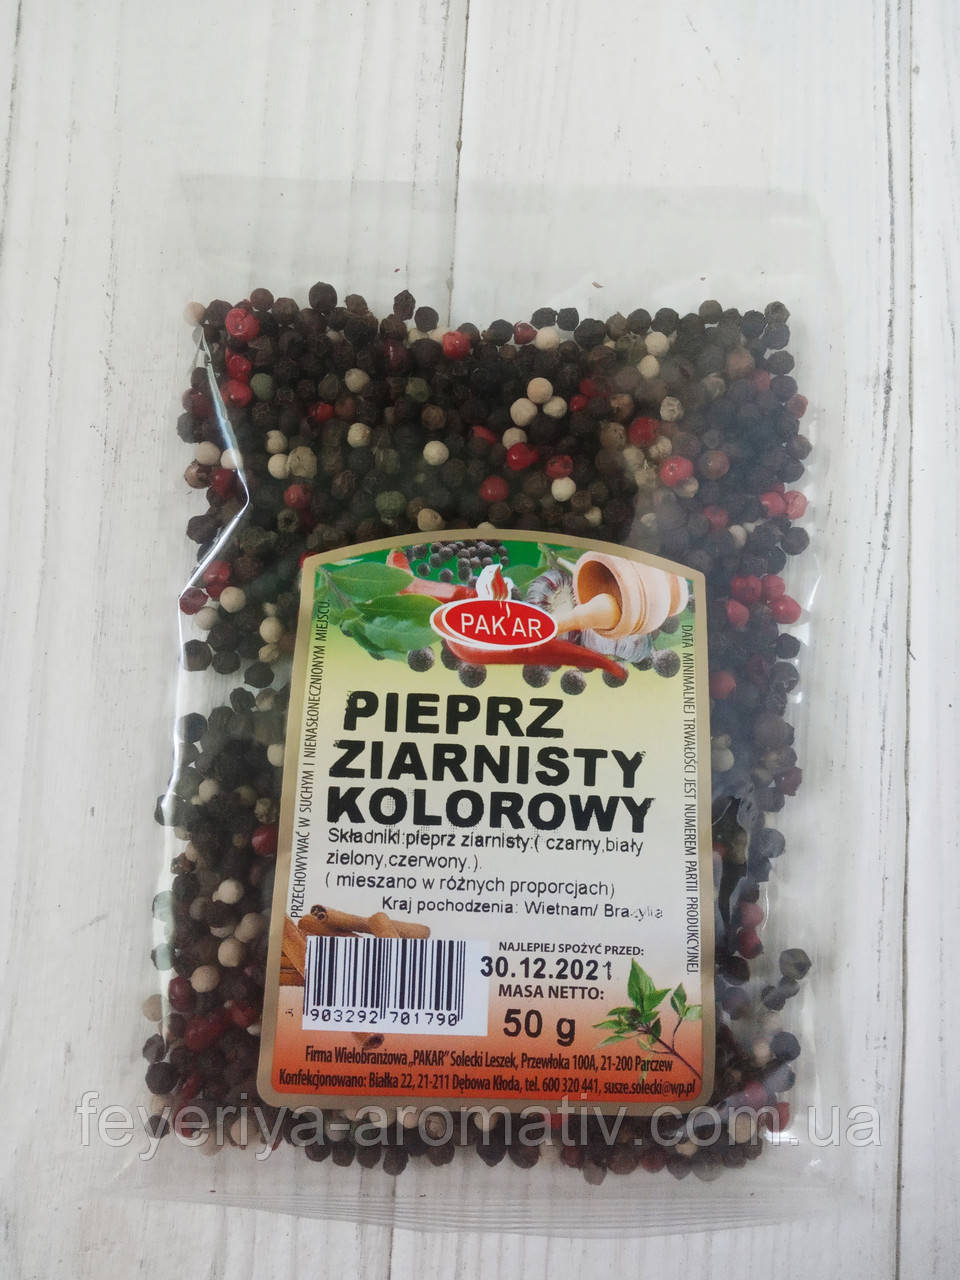 PAKAR
PIEPRZ
ZIARNISTY
KOLOROWY
Składniki:pieprz ziarnisty:( czarny,biały
zielony,czerwony.).
( mieszano w różnych proporcjach)
Kraj pochodzenia: Wietnam/ Brazylia
PRZECHOWYWAĆ W SUCHYM I NIENASŁONECZNIONYM MIEJSCU.
DATA MINIMALNEJ TRWAŁOŚCI JEST NUMEREM PARTII PRODUKCYJNEJ.
NAJLEPIEJ SPOŻYĆ PRZED:
30.12.2021
MASA NETTO:
50 g
903292 701790
Firma Wielobranżowa „PAKAR" Solecki Leszek, Przewłoka 100A, 21-200 Parczew
Konfekcjonowano: Białka 22, 21-211 Dębowa Kłoda, tel. 600 320 441, susze.solecki@wp.pl
feyeriya-aromativ.com.ua